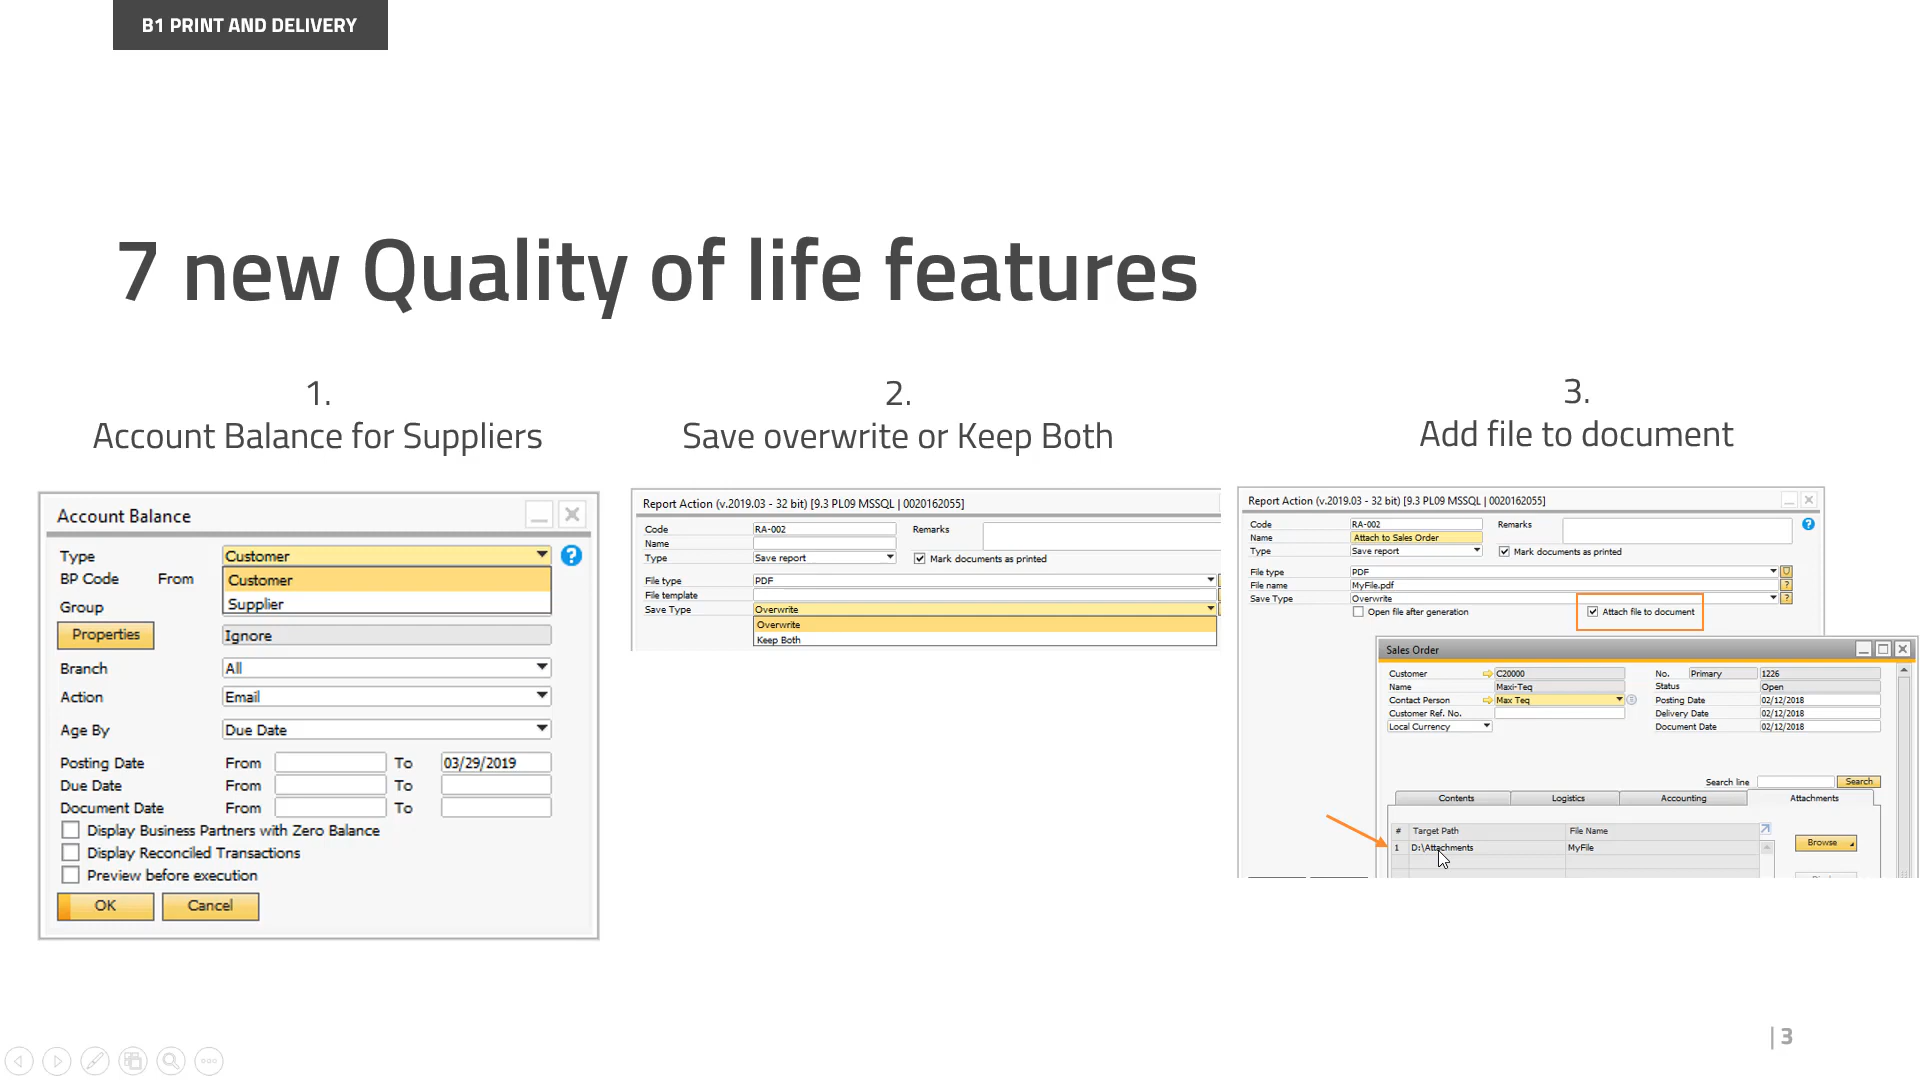 B1 PRINT AND DELIVERY
7 new Quality of life features
1.
Account Balance for Suppliers
2.
Save overwrite or Keep Both
3.
Add file to document
Account Balance
Type Customer
Customer
Supplier
BP Code From
Group
Properties Ignore
Branch All
Action Email
Age By Due Date
Posting Date From To 03/29/2019
Due Date From To
Document Date From To
Display Business Partners with Zero Balance
Display Reconciled Transactions
Preview before execution
OK Cancel
Report Action (v.2019.03 - 32 bit) [9.3 PL09 MSSQL | 0020162055]
Code RA-002 Remarks
Name
Type Save report Mark documents as printed
File type PDF
File template
Save Type Overwrite
Overwrite
Keep Both
Report Action (v.2019.03 - 32 bit) [9.3 PL09 MSSQL | 0020162055]
Code RA-002 Remarks
Name Attach to Sales Order
Type Save report Mark documents as printed
File type PDF
File name MyFile.pdf
Save Type Overwrite
Open file after generation Attach file to document
Sales Order
Customer C20000 No. Primary 1226
Name Maxi-Teq Status Open
Contact Person Max Teq Posting Date 02/12/2018
Customer Ref. No. Delivery Date 02/12/2018
Local Currency Document Date 02/12/2018
Search line Search
Contents Logistics Accounting Attachments
# Target Path File Name
1 D:\Attachments MyFile
Browse
| 3